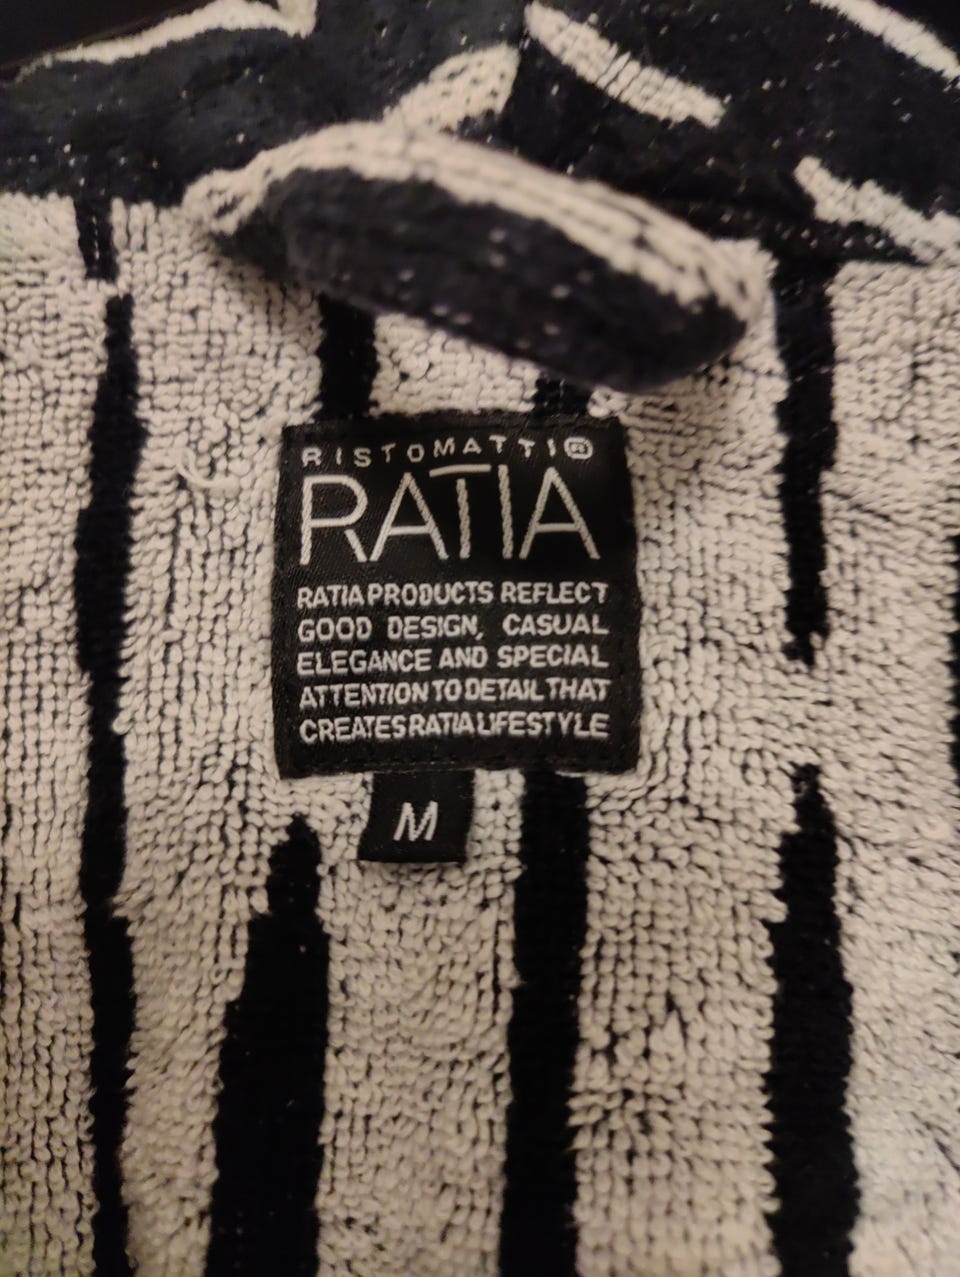 RISTOMATTI®
RATIA
RATIA PRODUCTS REFLECT
GOOD DESIGN, CASUAL
ELEGANCE AND SPECIAL
ATTENTION TO DETAIL THAT
CREATES RATIA LIFESTYLE
M